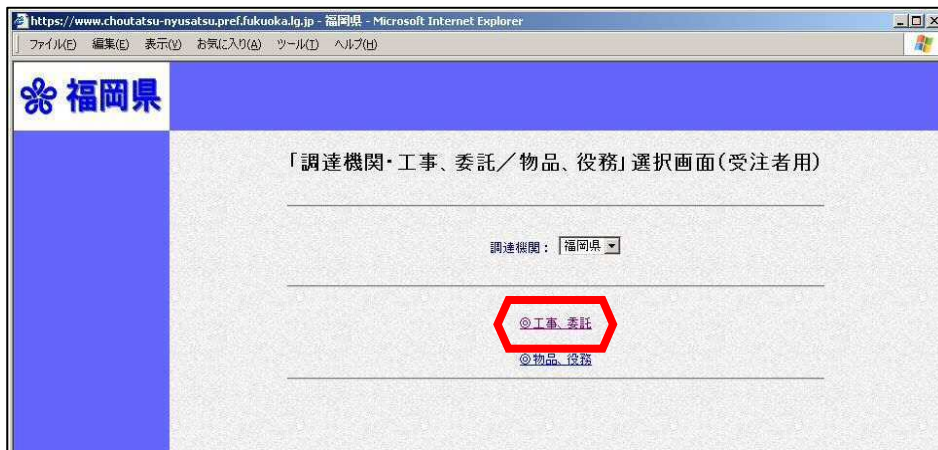 https://www.choutatsu-nyusatsu.pref.fukuoka.lg.jp - 福岡県 - Microsoft Internet Explorer
ファイル(F) 編集(E) 表示(V) お気に入り(A) ツール(T) ヘルプ(H)
福岡県
「調達機関・工事、委託／物品、役務」選択画面(受注者用)
調達機関： 福岡県
◎工事、委託
◎物品、役務